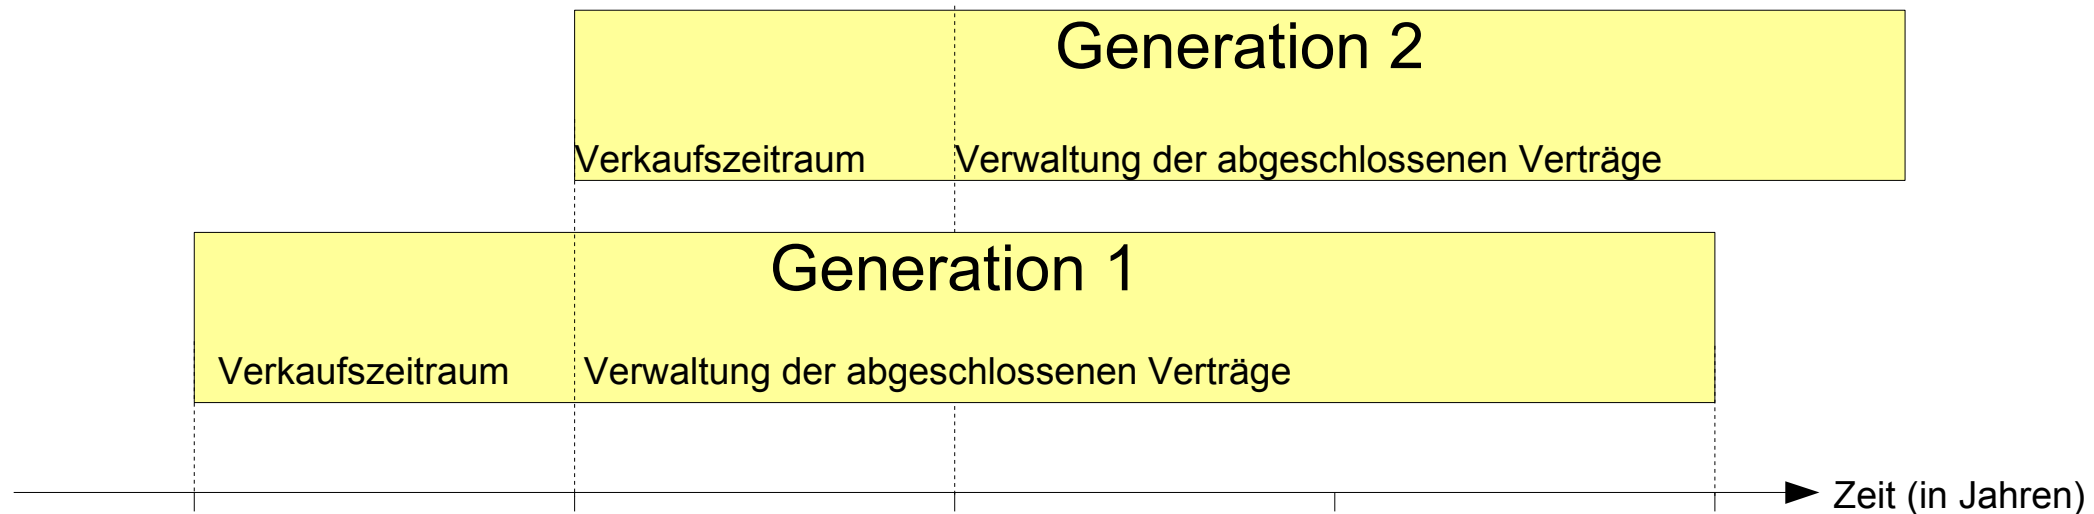 Generation 2
Verkaufszeitraum Verwaltung der abgeschlossenen Verträge
Generation 1
Verkaufszeitraum Verwaltung der abgeschlossenen Verträge
Zeit (in Jahren)